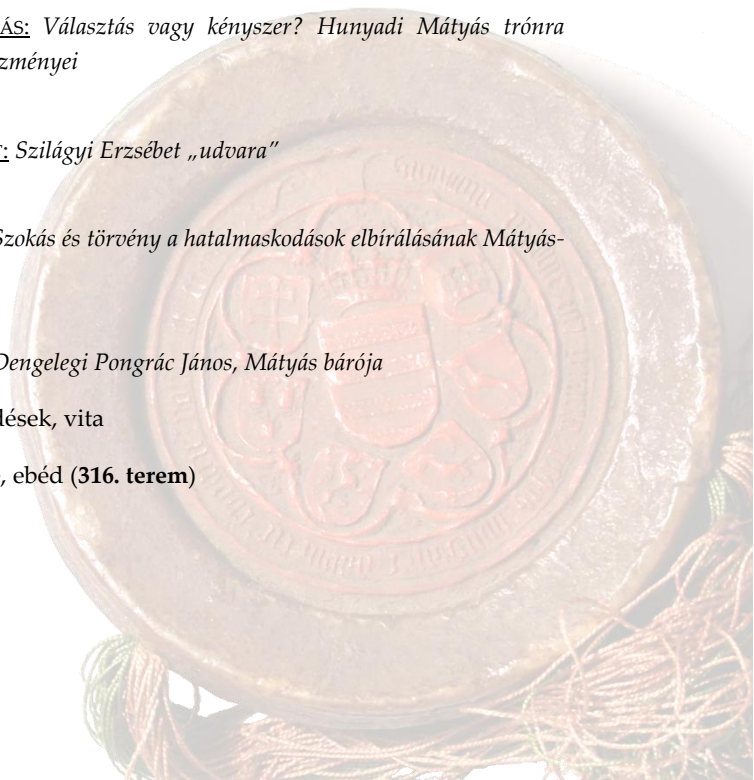 ÁS: Választás vagy kényszer? Hunyadi Mátyás trónra
zményei
: Szilágyi Erzsébet „udvara”
Szokás és törvény a hatalmaskodások elbírálásának Mátyás-
Dengelegi Pongrác János, Mátyás bárója
dések, vita
, ebéd (316. terem)